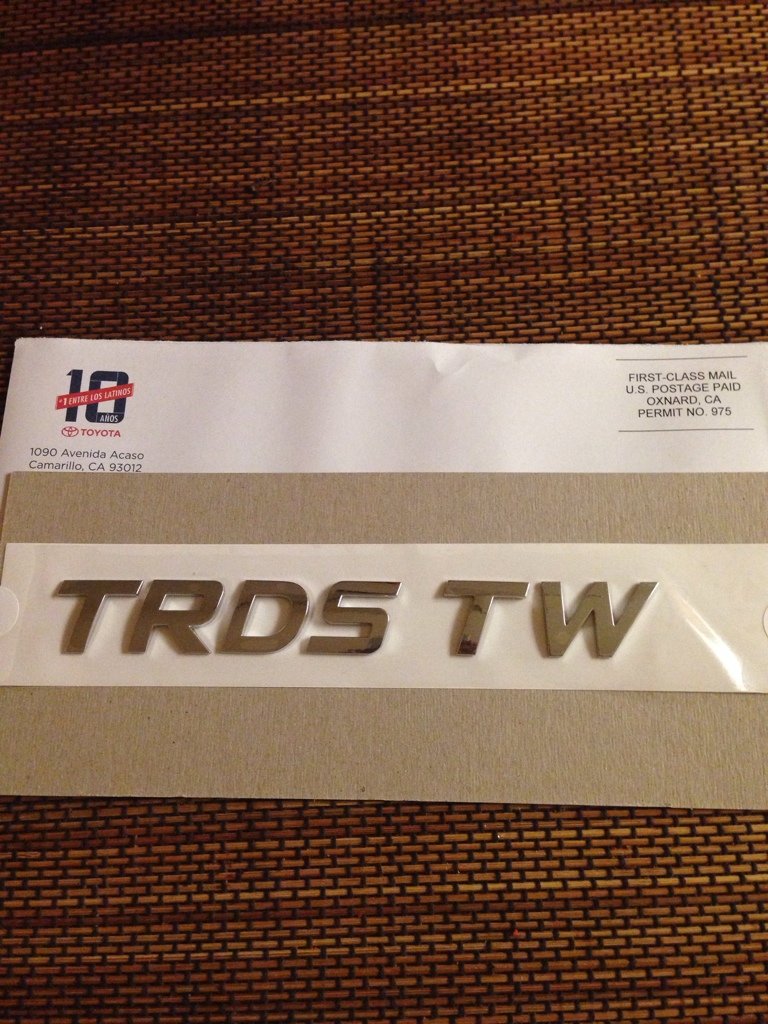 10
#1 ENTRE LOS LATINOS
AÑOS
TOYOTA
1090 Avenida Acaso
Camarillo, CA 93012
FIRST-CLASS MAIL
U.S. POSTAGE PAID
OXNARD, CA
PERMIT NO. 975
TRDS TW